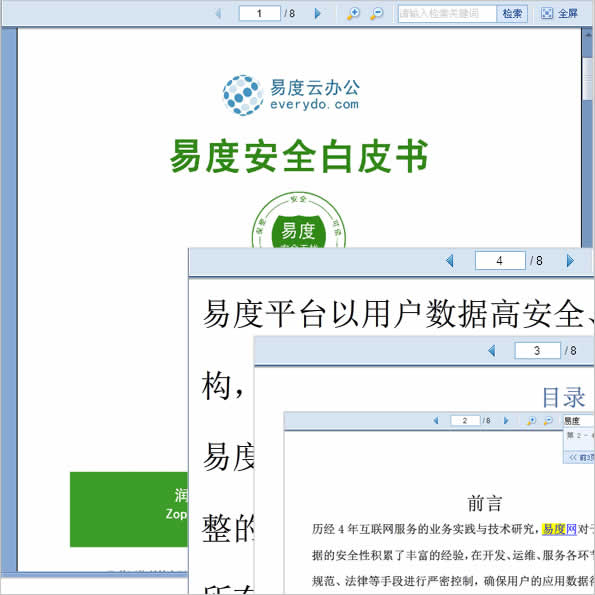 1 / 8 请输入检索关键词 检索 全屏
易度云办公
everydo.com
易度安全白皮书
安全
易度
4 / 8
易度平台以用户数据高安全、
构，
易度
整的
所有
3 / 8
目录
2 / 8 易度
<< 前3
前言
历经 4 年互联网服务的业务实践与技术研究，易度网对于
据的安全性积累了丰富的经验，在开发、运维、服务各环节
规范、法律等手段进行严密控制，确保用户的应用数据得
润
Zop